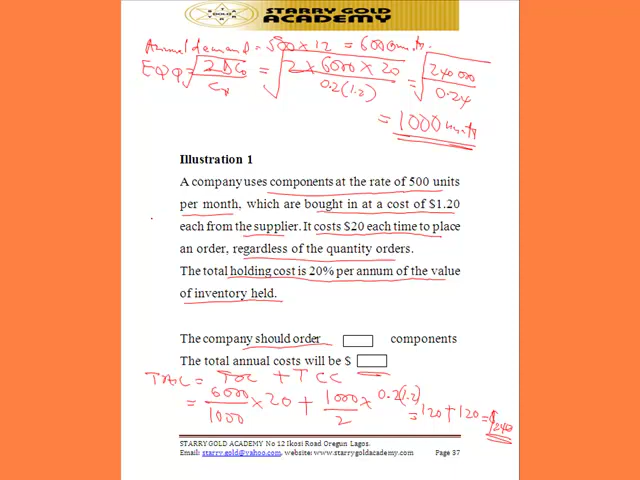 STARRY GOLD
ACADEMY
Annual demand = 500 x 12 = 6000 units.
EOQ = √2DCo/CH = √2 x 6000 x 20/0.2(1.2) = √240 000/0.24
= 1000 units
Illustration 1
A company uses components at the rate of 500 units
per month, which are bought in at a cost of $1.20
each from the supplier. It costs $20 each time to place
an order, regardless of the quantity orders.
The total holding cost is 20% per annum of the value
of inventory held.
The company should order components
The total annual costs will be $
= TOC + TCC
= 6000/1000 x 20 + 1000/2 x 0.2(1.2) = 120 + 120 = $240
STARRY GOLD ACADEMY No 12 Ikosi Road Oregun Lagos.
Email: starry.gold@yahoo.com, website: www.starrygoldacademy.com Page 37